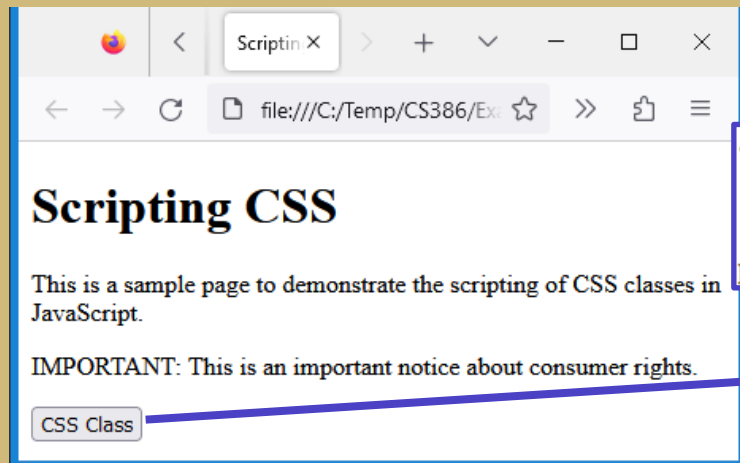 Scriptin
file:///C:/Temp/CS386/Ex
Scripting CSS
This is a sample page to demonstrate the scripting of CSS classes in
JavaScript.
IMPORTANT: This is an important notice about consumer rights.
CSS Class